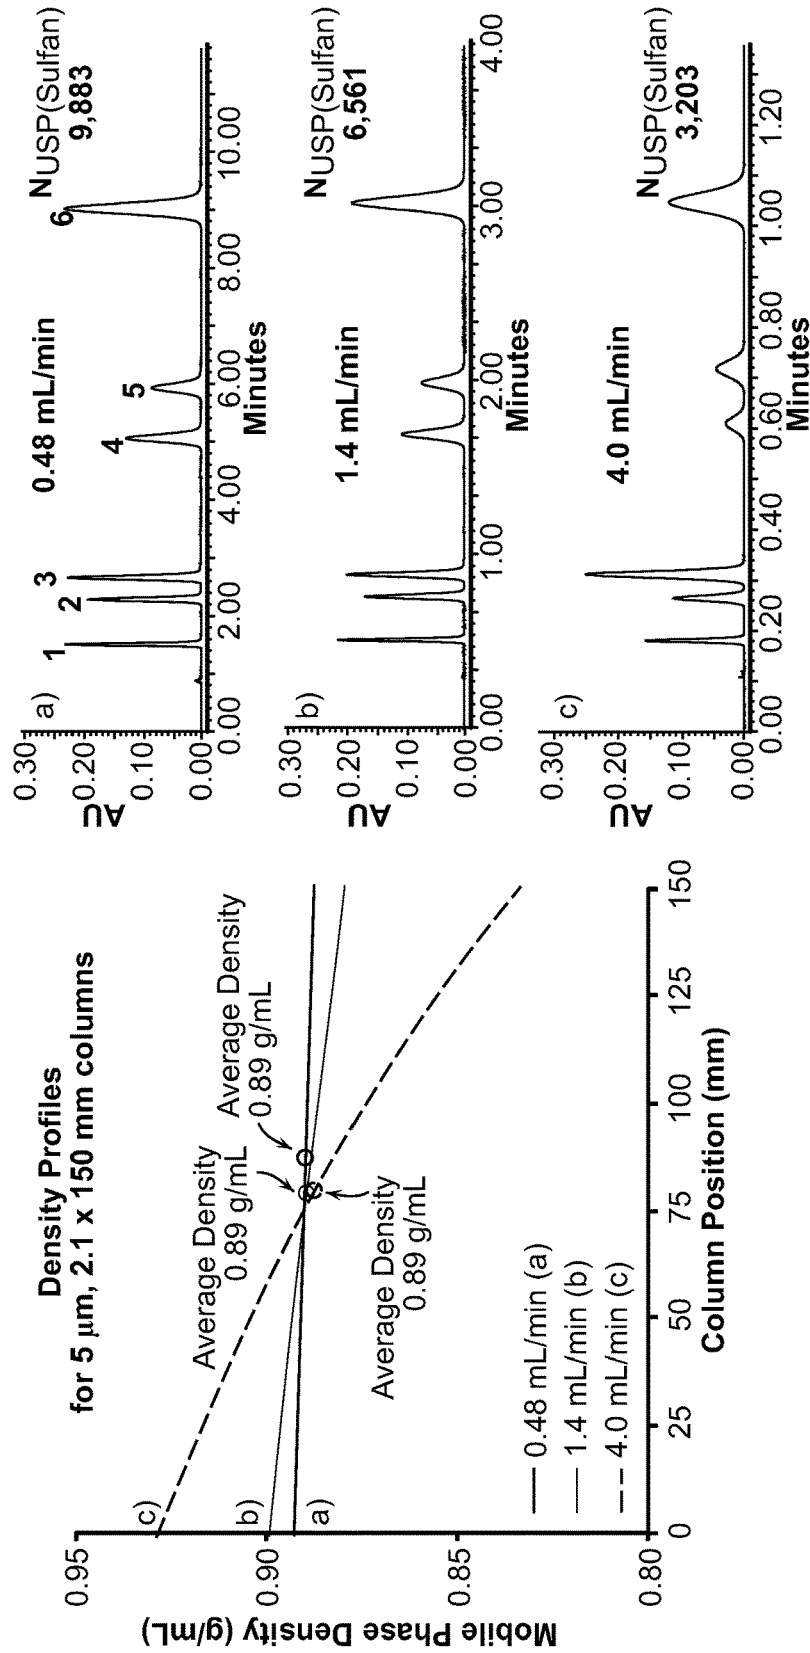 Density Profiles
for 5 μm, 2.1 x 150 mm columns
Mobile Phase Density (g/mL)
0.95
0.90
0.85
0.80
c)
b)
a)
Average Density
0.89 g/mL
Average Density
0.89 g/mL
Average Density
0.89 g/mL
0.48 mL/min (a)
1.4 mL/min (b)
4.0 mL/min (c)
0 25 50 75 100 125 150
Column Position (mm)
a)
0.48 mL/min
NUSP(Sulfan)
9,883
AU
0.30
0.20
0.10
0.00
1 2 3 4 5 6
0.00 2.00 4.00 6.00 8.00 10.00
Minutes
b)
1.4 mL/min
NUSP(Sulfan)
6,561
AU
0.30
0.20
0.10
0.00
0.00 1.00 2.00 3.00 4.00
Minutes
c)
4.0 mL/min
NUSP(Sulfan)
3,203
AU
0.30
0.20
0.10
0.00
0.00 0.20 0.40 0.60 0.80 1.00 1.20
Minutes